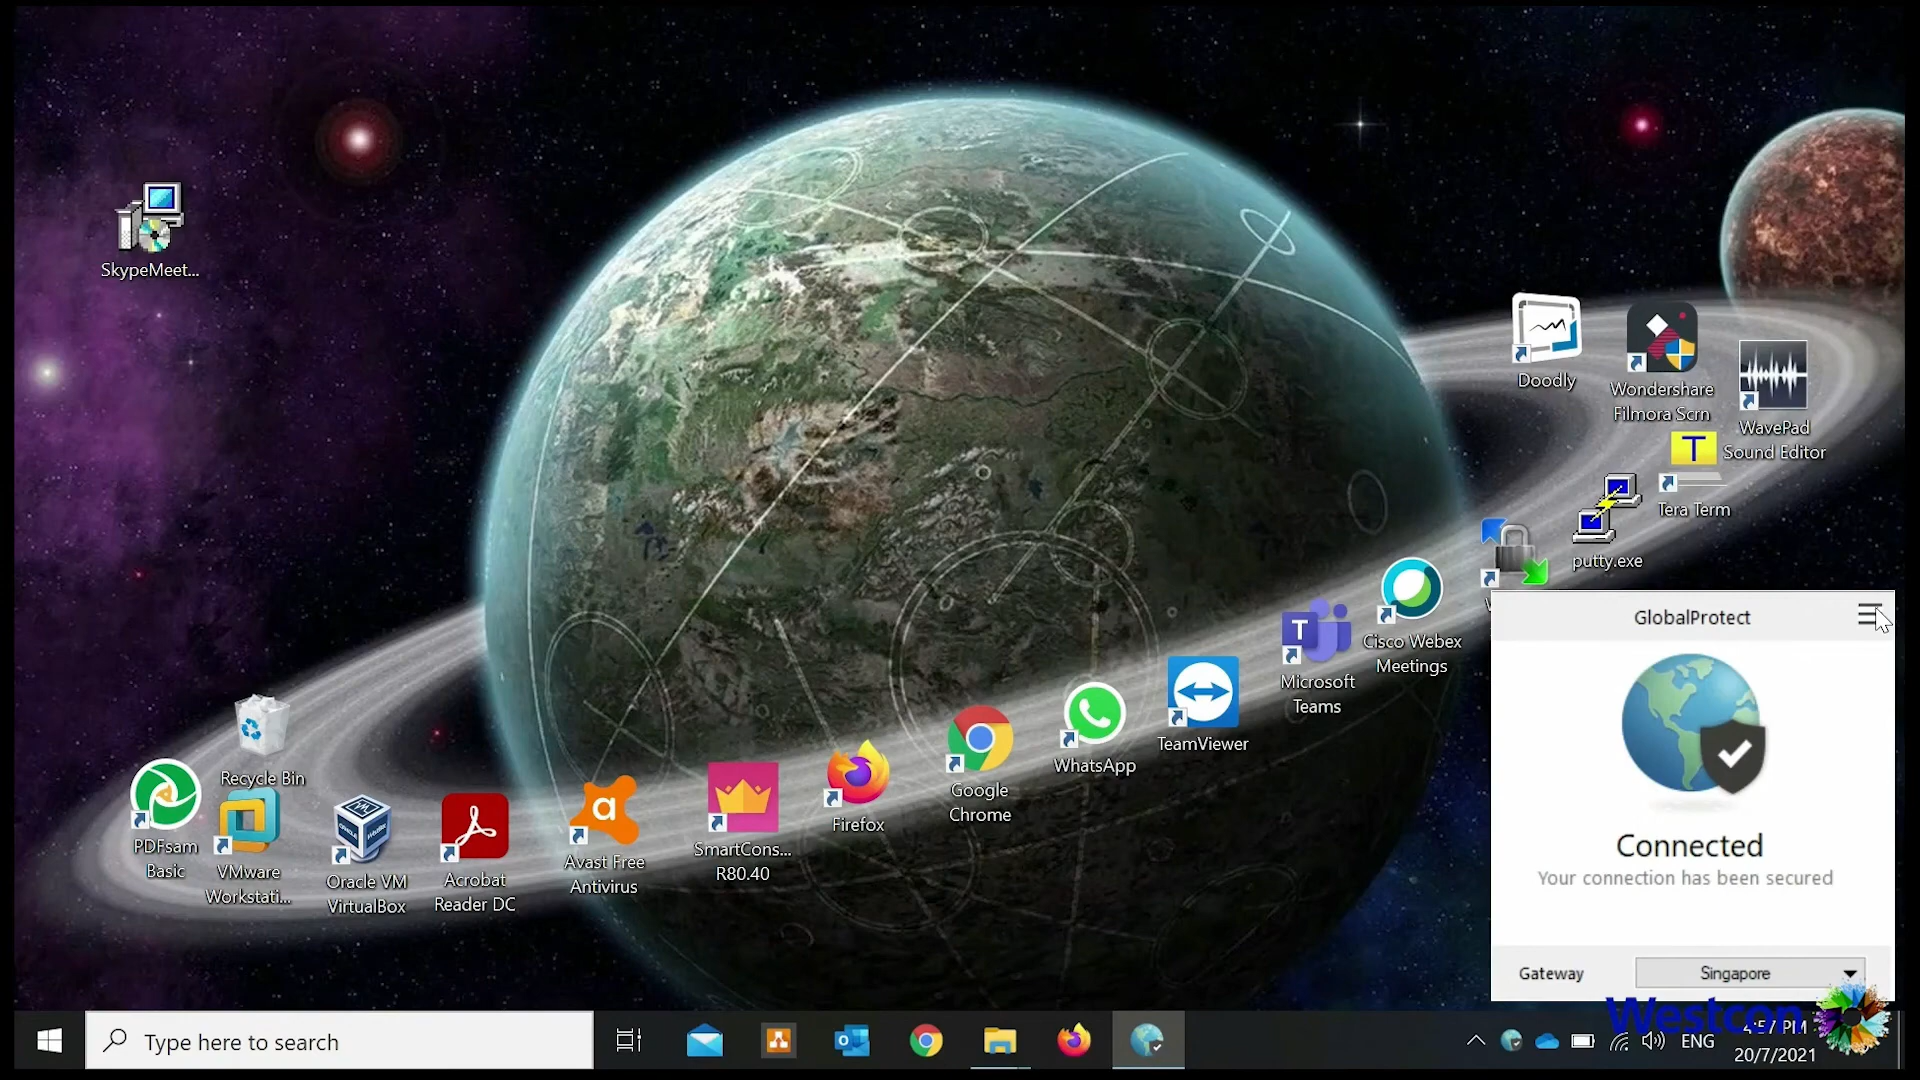 SkypeMeet...
Doodly
Wondershare
Filmora Scrn
WavePad
Sound Editor
T
Tera Term
putty.exe
Cisco Webex
Meetings
T
Microsoft
Teams
TeamViewer
WhatsApp
Google
Chrome
Firefox
SmartCons...
R80.40
a
Avast Free
Antivirus
Acrobat
Reader DC
Oracle VM
VirtualBox
Recycle Bin
PDFsam
Basic
VMware
Workstati...
GlobalProtect
Connected
Your connection has been secured
Gateway
Singapore
Type here to search
Westcon
ENG
4:57 PM
20/7/2021